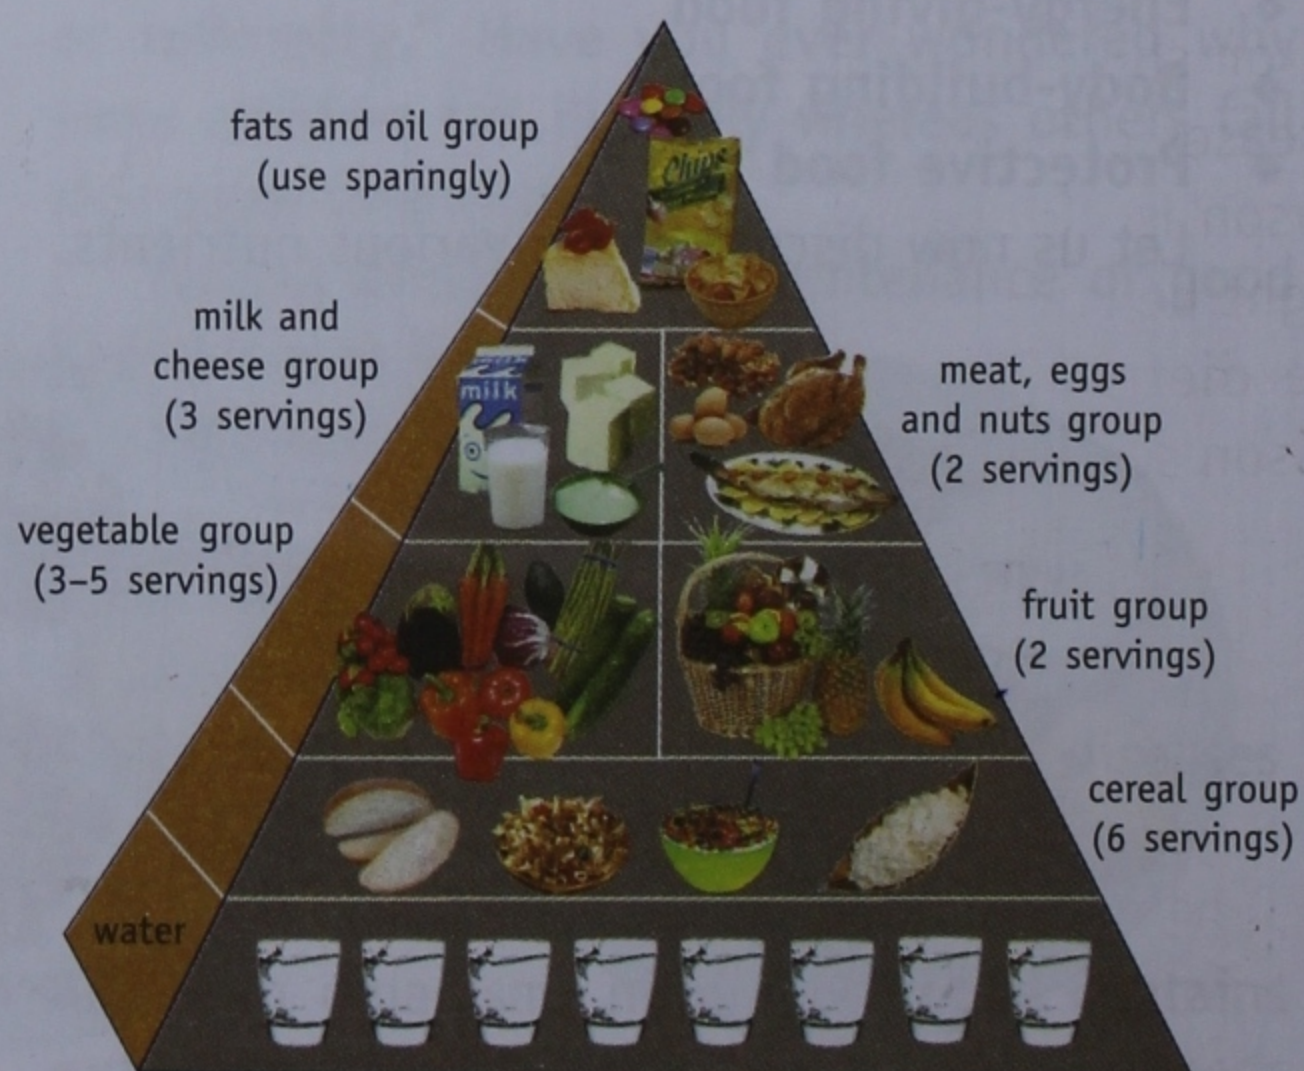 fats and oil group
(use sparingly)
Chips
milk and
cheese group
(3 servings)
milk
meat, eggs
and nuts group
(2 servings)
vegetable group
(3–5 servings)
fruit group
(2 servings)
cereal group
(6 servings)
water